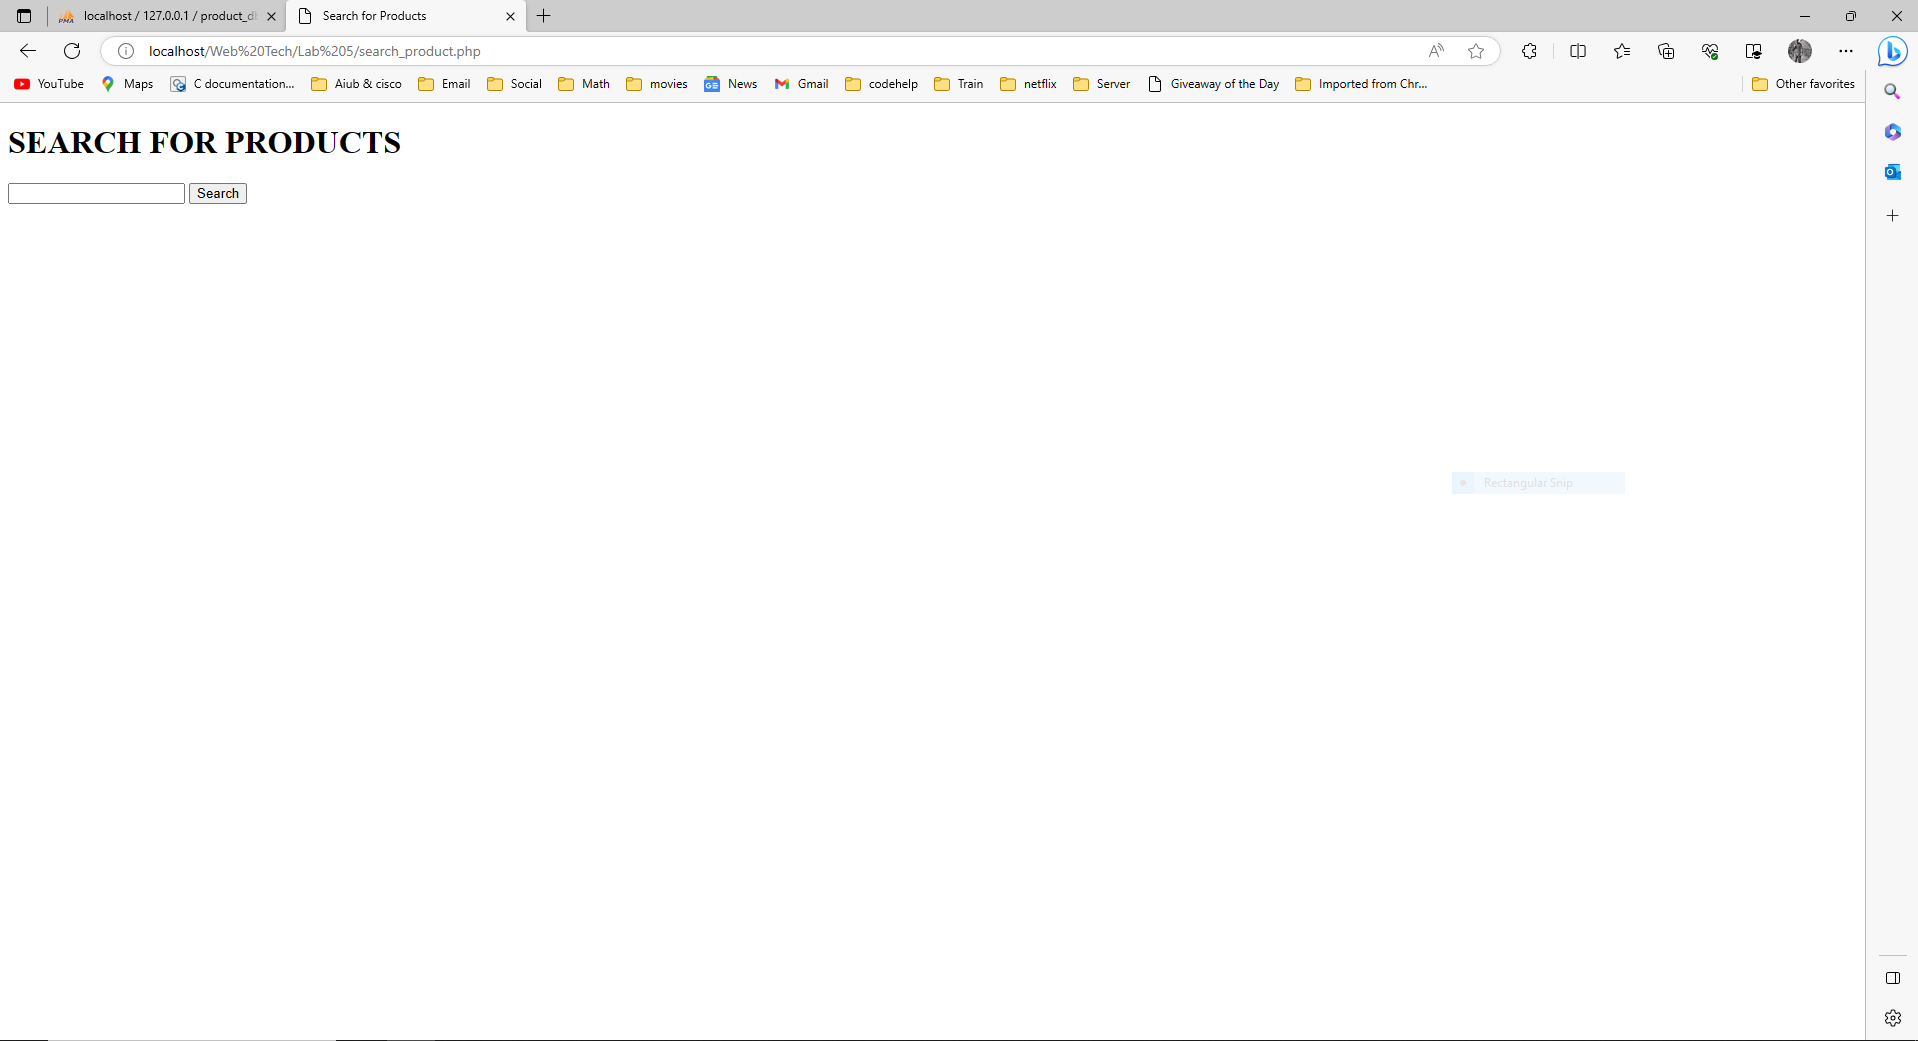 localhost / 127.0.0.1 / product_d
Search for Products
localhost/Web%20Tech/Lab%205/search_product.php
YouTube
Maps
C documentation...
Aiub & cisco
Email
Social
Math
movies
News
Gmail
codehelp
Train
netflix
Server
Giveaway of the Day
Imported from Chr...
Other favorites
SEARCH FOR PRODUCTS
Search
Rectangular Snip